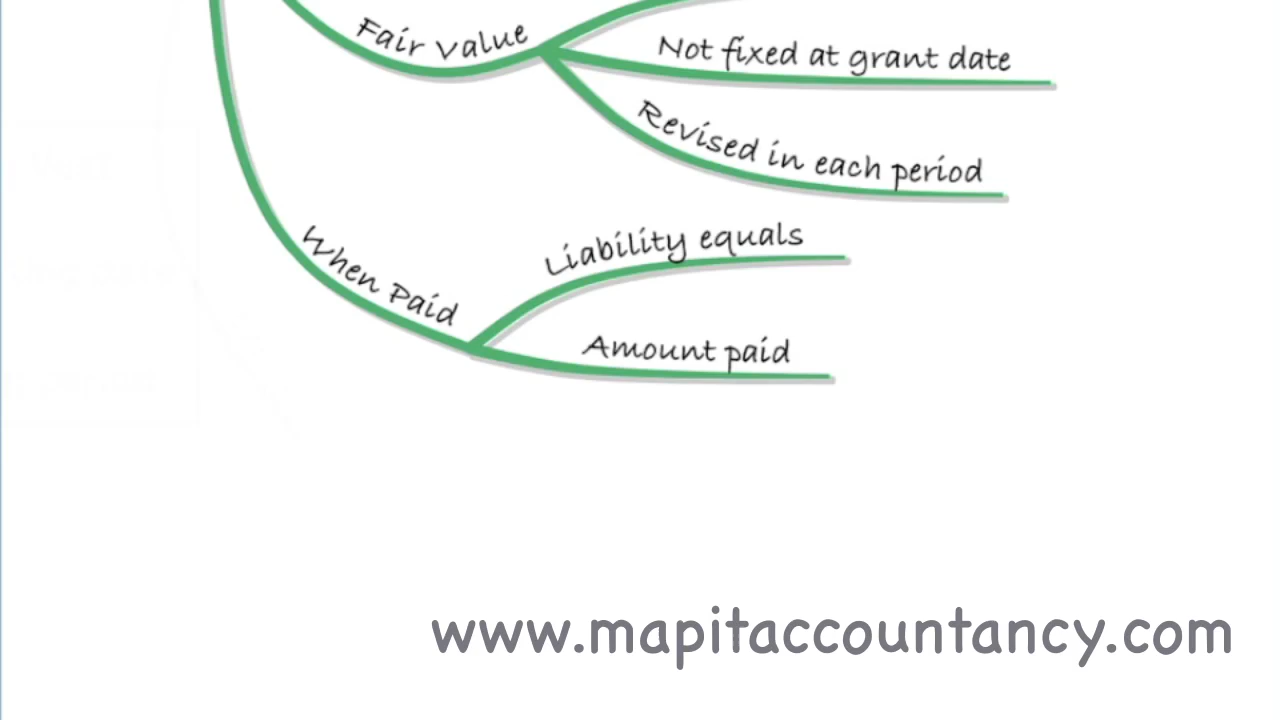 Fair Value
Not fixed at grant date
Revised in each period
When Paid
Liability equals
Amount paid
www.mapitaccountancy.com